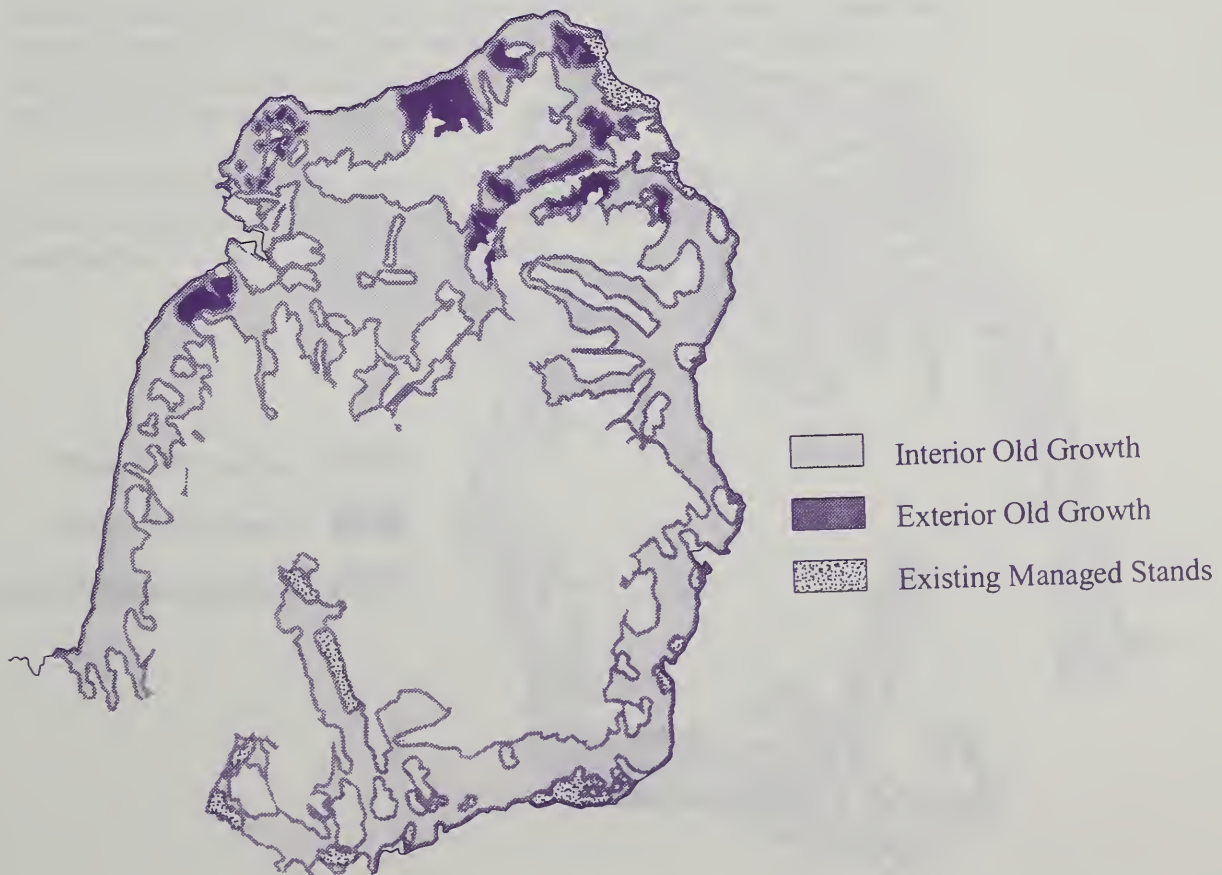 Interior Old Growth
Exterior Old Growth
Existing Managed Stands